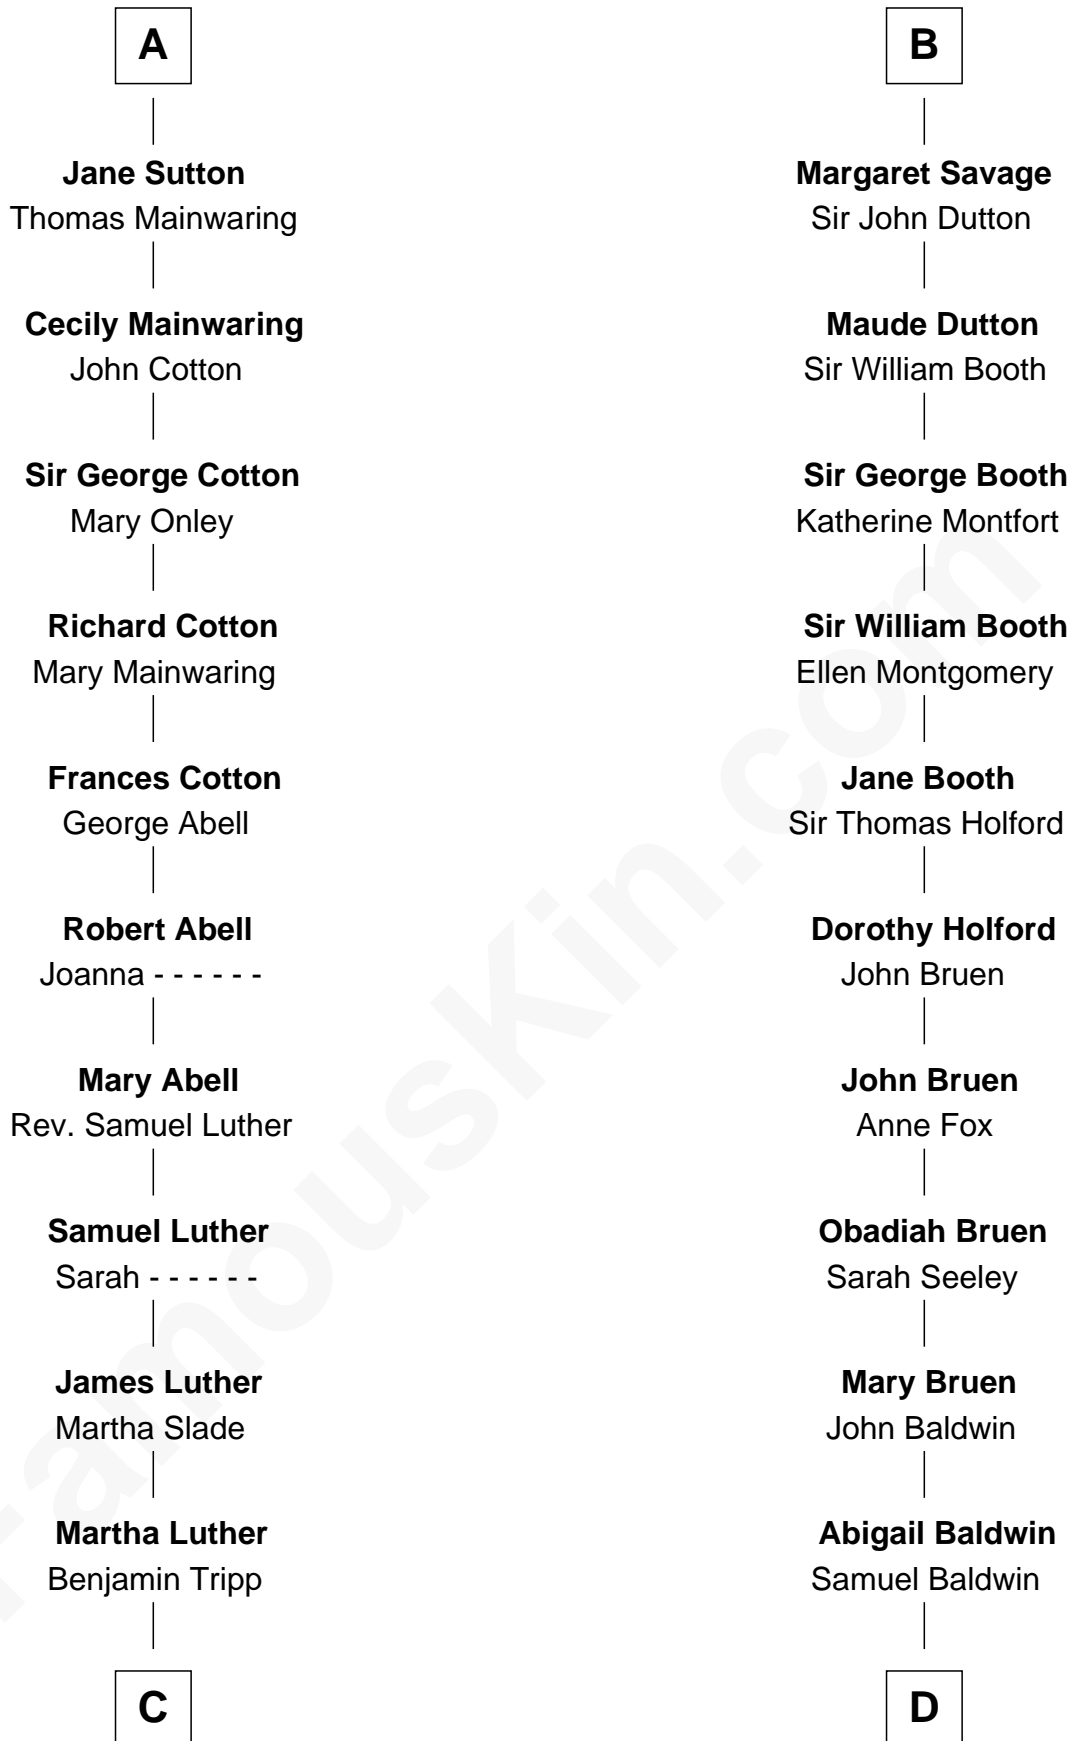 A
Jane Sutton
Thomas Mainwaring
Cecily Mainwaring
John Cotton
Sir George Cotton
Mary Onley
Richard Cotton
Mary Mainwaring
Frances Cotton
George Abell
Robert Abell
Joanna - - - - - -
Mary Abell
Rev. Samuel Luther
Samuel Luther
Sarah - - - - - -
James Luther
Martha Slade
Martha Luther
Benjamin Tripp
C
B
Margaret Savage
Sir John Dutton
Maude Dutton
Sir William Booth
Sir George Booth
Katherine Montfort
Sir William Booth
Ellen Montgomery
Jane Booth
Sir Thomas Holford
Dorothy Holford
John Bruen
John Bruen
Anne Fox
Obadiah Bruen
Sarah Seeley
Mary Bruen
John Baldwin
Abigail Baldwin
Samuel Baldwin
D
FamousKin.com